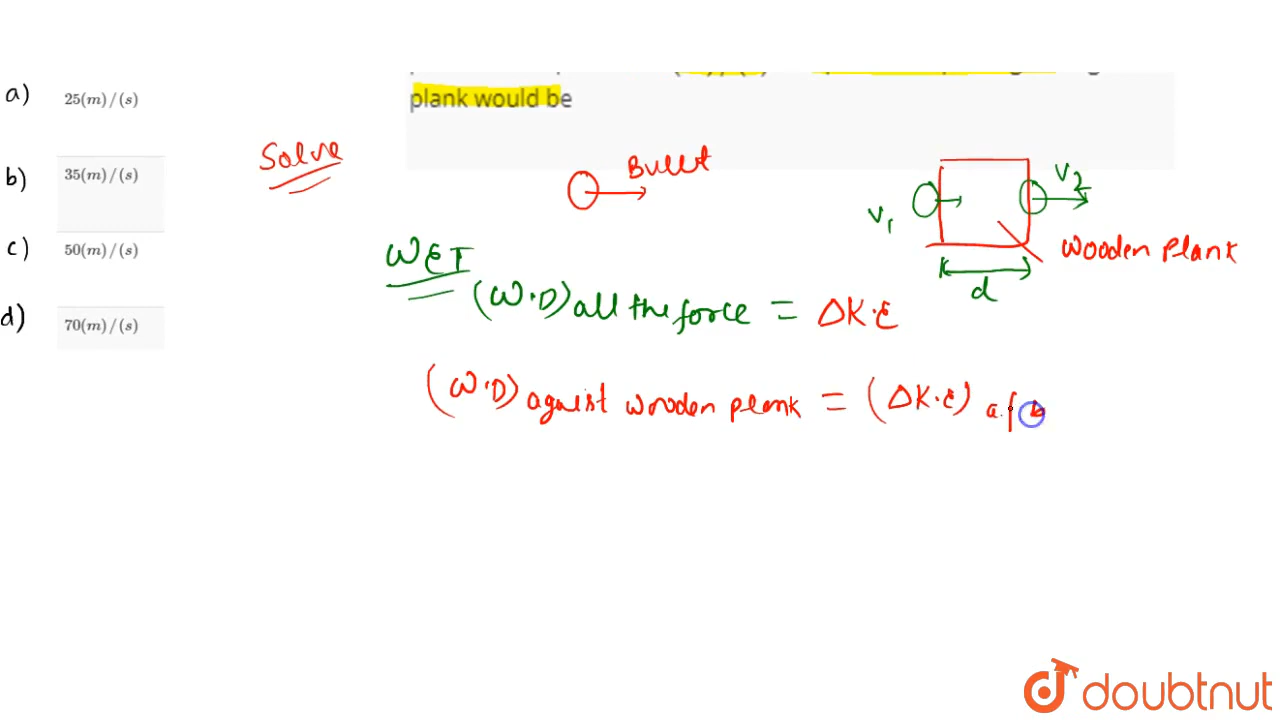 plank would be
a) 25(m)/(s)
b) 35(m)/(s)
c) 50(m)/(s)
d) 70(m)/(s)
Solve
Bullet
V1
V2
Wooden Plank
d
WET
(W.D) all the force = ΔK.E
(W.D) against wooden plank = (ΔK.E)
doubtnut